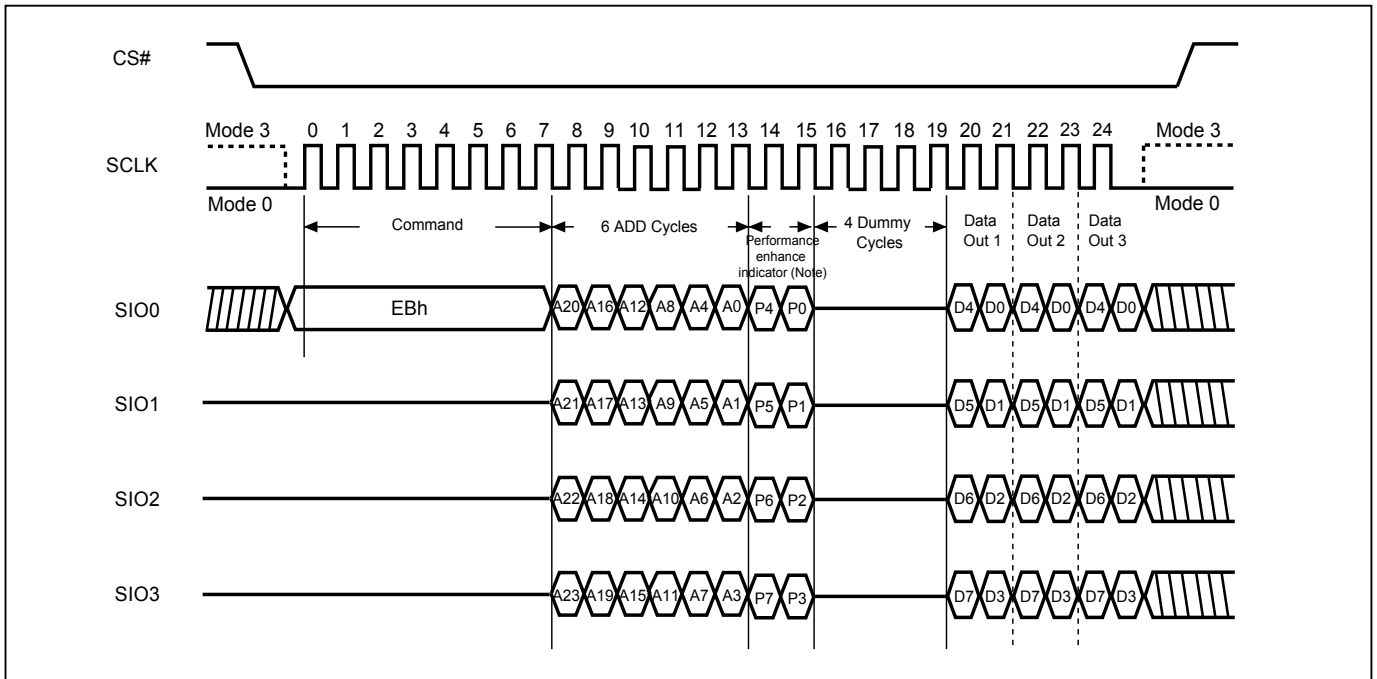 CS#
Mode 3 0 1 2 3 4 5 6 7 8 9 10 11 12 13 14 15 16 17 18 19 20 21 22 23 24 Mode 3
SCLK
Mode 0 Mode 0
Command 6 ADD Cycles Performance enhance indicator (Note) 4 Dummy Cycles Data Out 1 Data Out 2 Data Out 3
SIO0 EBh A20 A16 A12 A8 A4 A0 P4 P0 D4 D0 D4 D0 D4 D0
SIO1 A21 A17 A13 A9 A5 A1 P5 P1 D5 D1 D5 D1 D5 D1
SIO2 A22 A18 A14 A10 A6 A2 P6 P2 D6 D2 D6 D2 D6 D2
SIO3 A23 A19 A15 A11 A7 A3 P7 P3 D7 D3 D7 D3 D7 D3